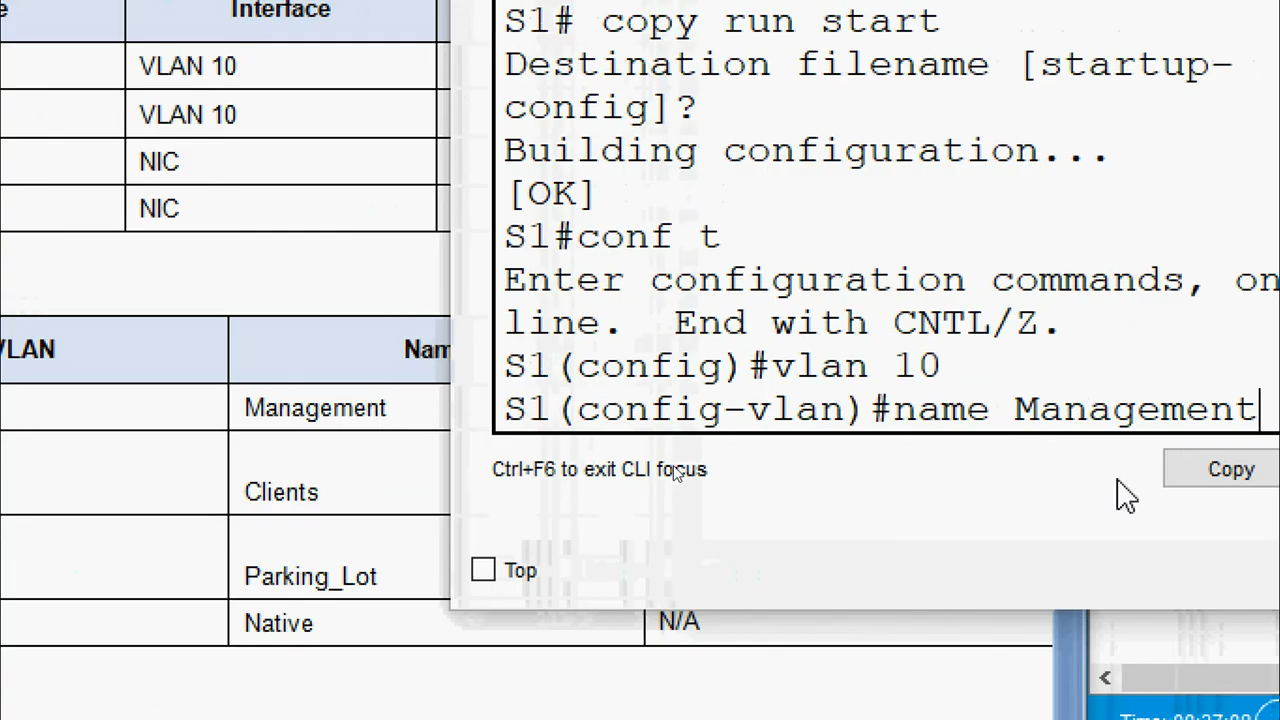 Interface
VLAN 10
VLAN 10
NIC
NIC
VLAN
Management
Clients
Parking_Lot
Native
N/A
S1# copy run start
Destination filename [startup-
config]?
Building configuration...
[OK]
S1#conf t
Enter configuration commands, on
line. End with CNTL/Z.
S1(config)#vlan 10
S1(config-vlan)#name Management
Ctrl+F6 to exit CLI focus
Copy
Top